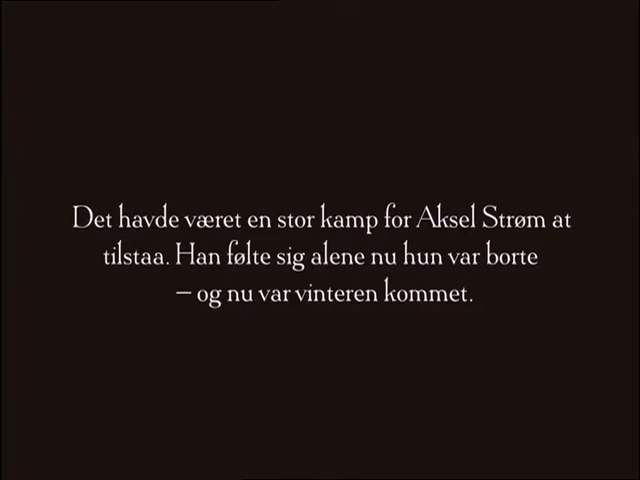 Det havde været en stor kamp for Aksel Strøm at
tilstaa. Han følte sig alene nu hun var borte
– og nu var vinteren kommet.